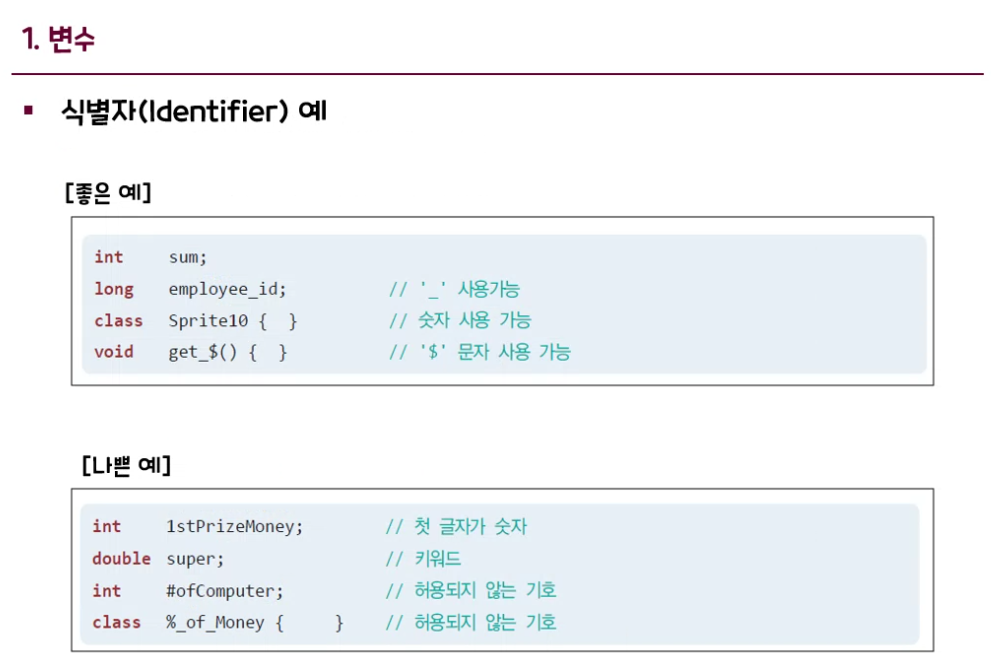 1. 변수
▪ 식별자(Identifier) 예
[좋은 예]
int sum;
long employee_id; // '_' 사용가능
class Sprite10 { } // 숫자 사용 가능
void get_$() { } // '$' 문자 사용 가능
[나쁜 예]
int 1stPrizeMoney; // 첫 글자가 숫자
double super; // 키워드
int #ofComputer; // 허용되지 않는 기호
class %_of_Money { } // 허용되지 않는 기호